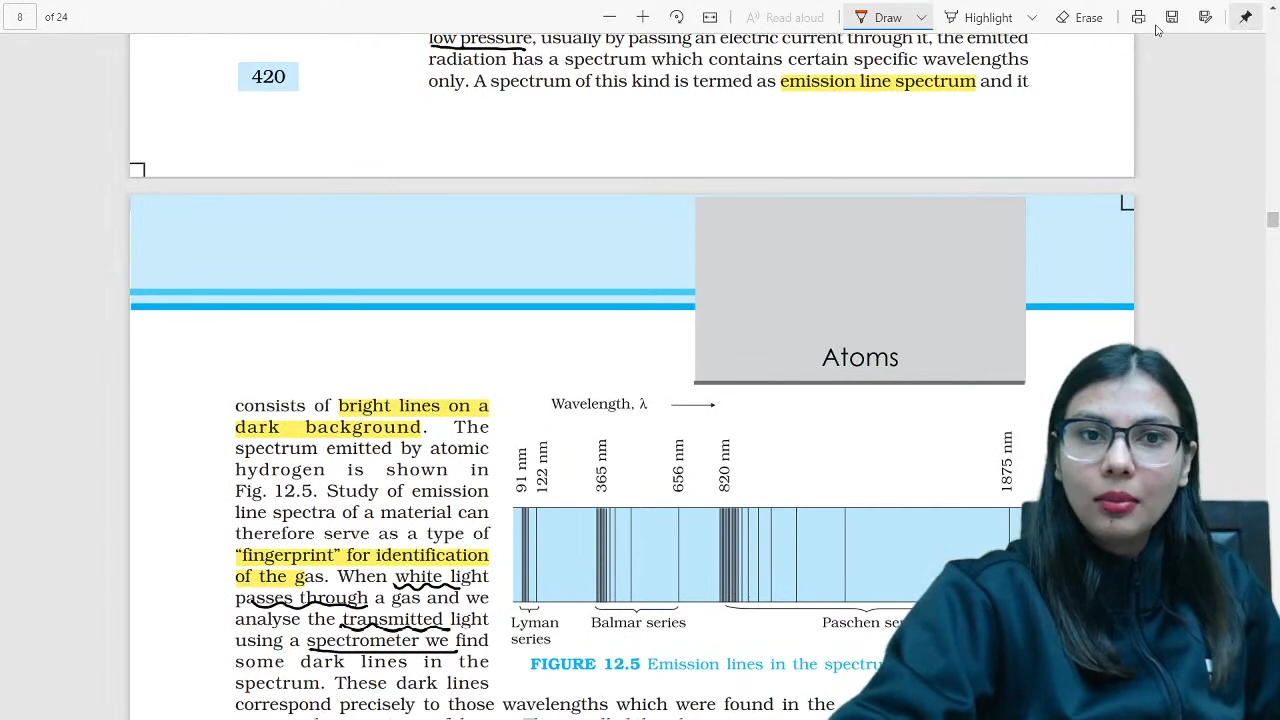 8 of 24
Read aloud
Draw
Highlight
Erase
low pressure, usually by passing an electric current through it, the emitted
radiation has a spectrum which contains certain specific wavelengths
only. A spectrum of this kind is termed as emission line spectrum and it
420
Atoms
consists of bright lines on a
dark background. The
spectrum emitted by atomic
hydrogen is shown in
Fig. 12.5. Study of emission
line spectra of a material can
therefore serve as a type of
“fingerprint” for identification
of the gas. When white light
passes through a gas and we
analyse the transmitted light
using a spectrometer we find
some dark lines in the
spectrum. These dark lines
correspond precisely to those wavelengths which were found in the
Wavelength, λ
91 nm
122 nm
365 nm
656 nm
820 nm
1875 nm
Lyman
series
Balmar series
Paschen
FIGURE 12.5 Emission lines in the